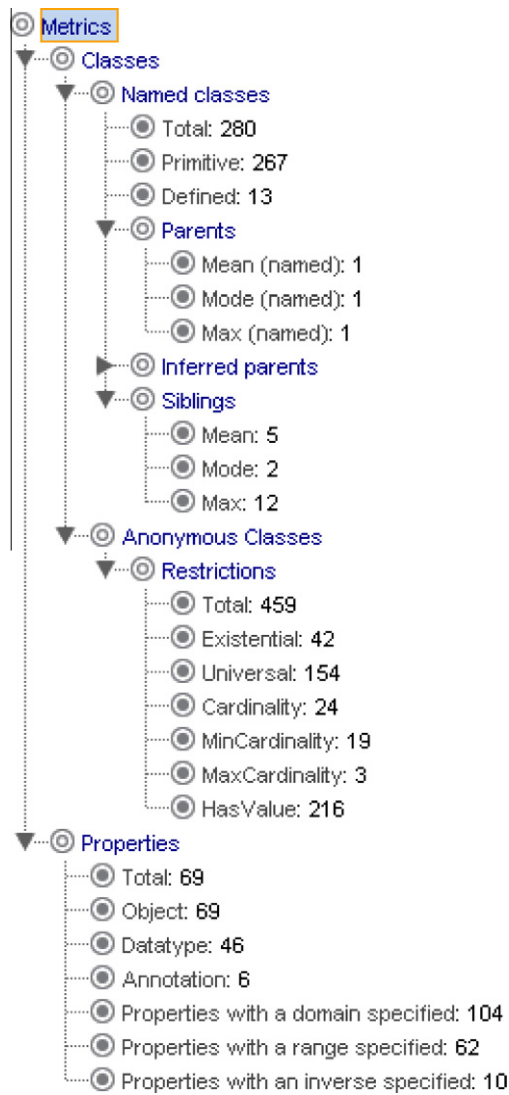 Metrics
Classes
Named classes
Total: 280
Primitive: 267
Defined: 13
Parents
Mean (named): 1
Mode (named): 1
Max (named): 1
Inferred parents
Siblings
Mean: 5
Mode: 2
Max: 12
Anonymous Classes
Restrictions
Total: 459
Existential: 42
Universal: 154
Cardinality: 24
MinCardinality: 19
MaxCardinality: 3
HasValue: 216
Properties
Total: 69
Object: 69
Datatype: 46
Annotation: 6
Properties with a domain specified: 104
Properties with a range specified: 62
Properties with an inverse specified: 10